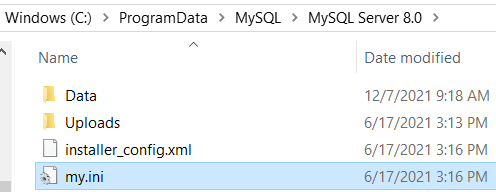 Windows (C:) > ProgramData > MySQL > MySQL Server 8.0 >
Name Date modified
Data 12/7/2021 9:18 AM
Uploads 6/17/2021 3:13 PM
installer_config.xml 6/17/2021 3:16 PM
my.ini 6/17/2021 3:16 PM